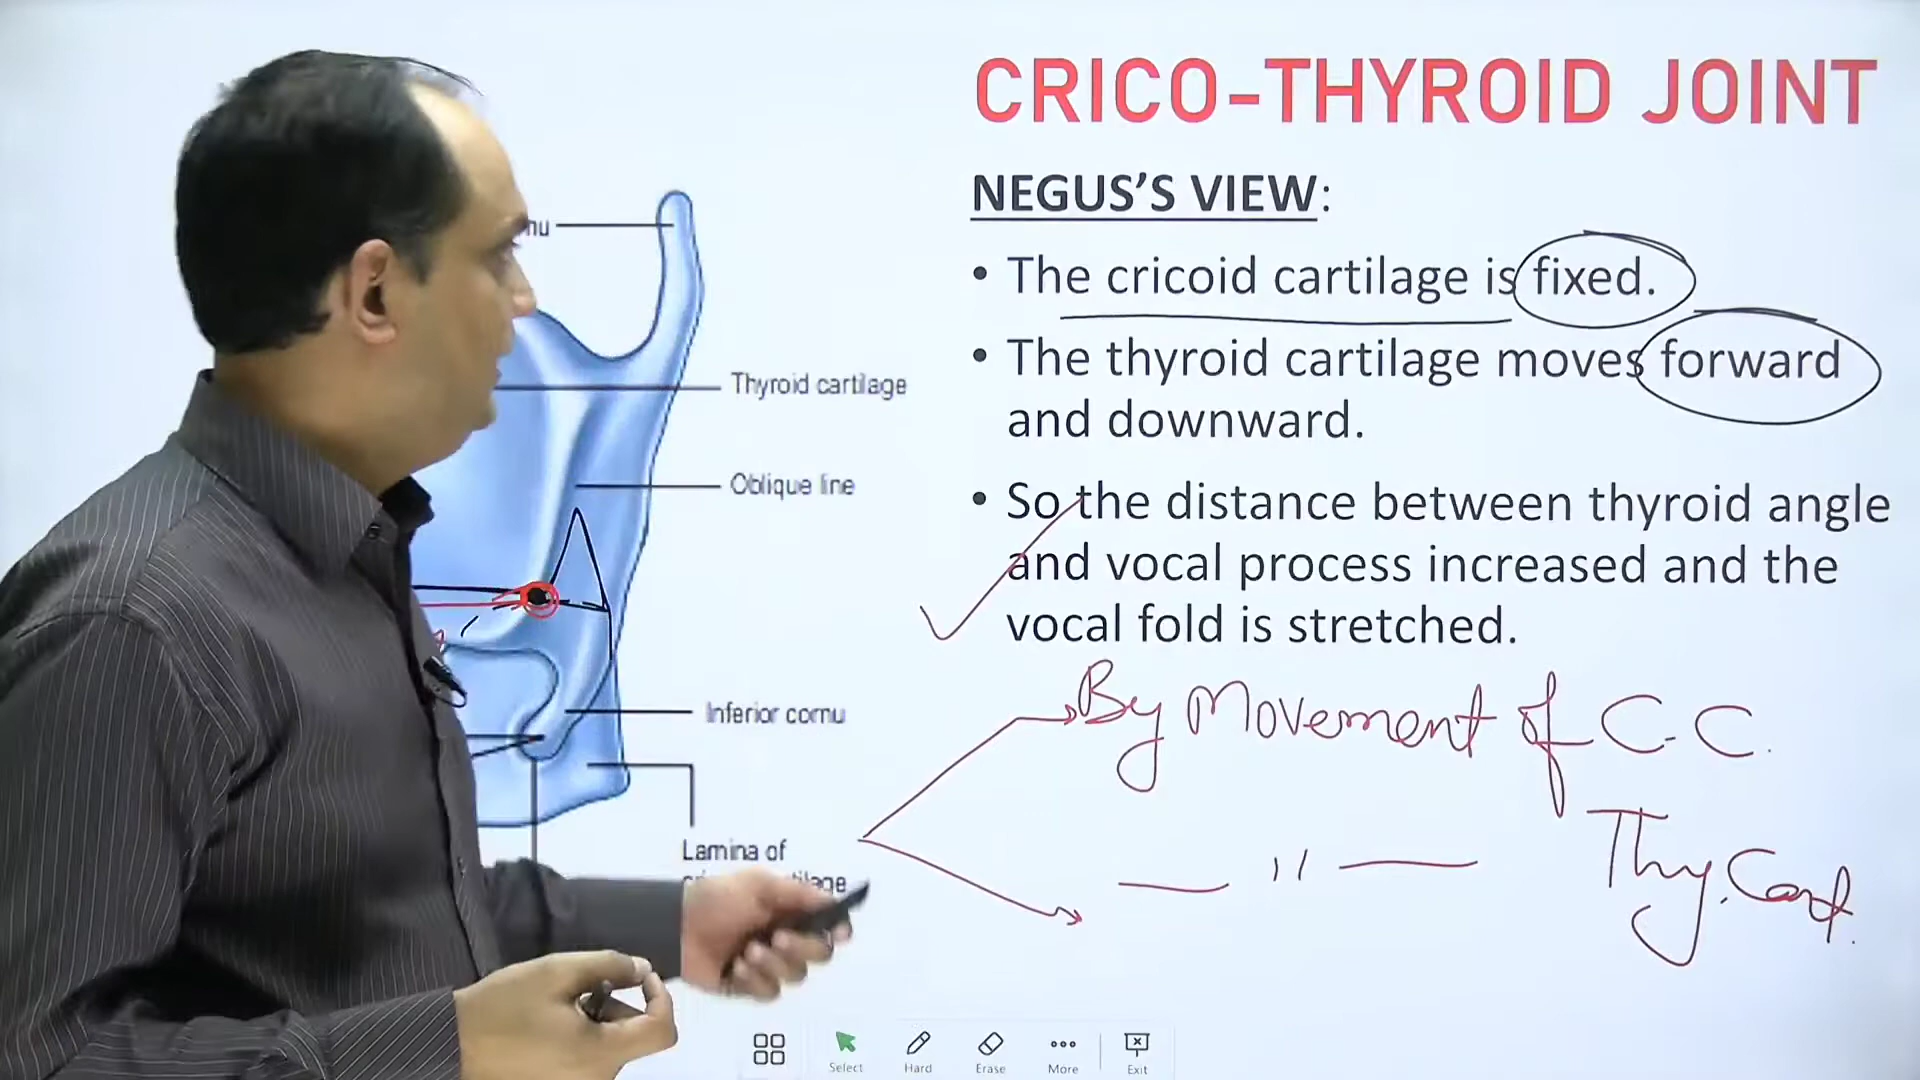 CRICO-THYROID JOINT
NEGUS’S VIEW:
• The cricoid cartilage is fixed.
• The thyroid cartilage moves forward
and downward.
• So the distance between thyroid angle
and vocal process increased and the
vocal fold is stretched.
By Movement of C.C.
— " — Thy. Cart.
Thyroid cartilage
Oblique line
Inferior cornu
Lamina of
Select
Hard
Erase
More
Exit